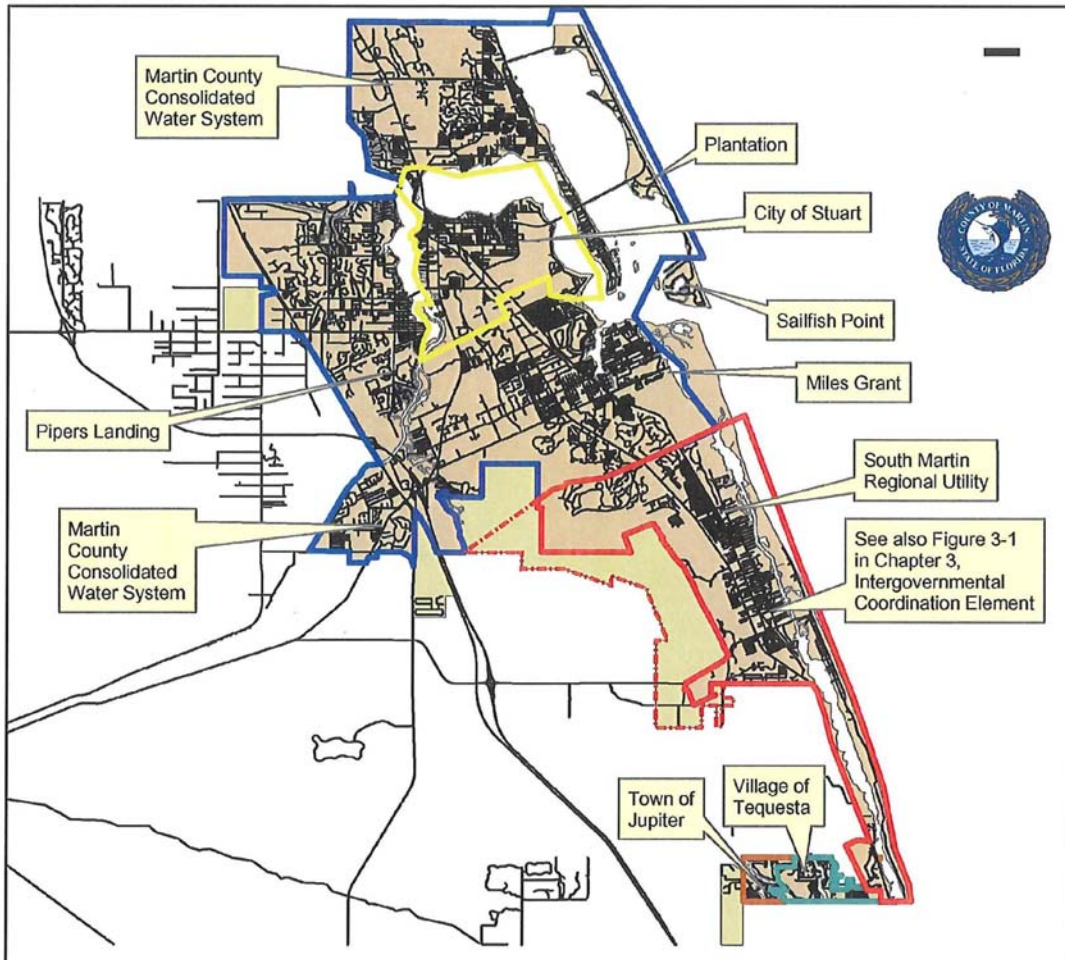 Martin County
Consolidated
Water System
Plantation
City of Stuart
COUNTY OF MARTIN
STATE OF FLORIDA
Sailfish Point
Miles Grant
Pipers Landing
South Martin
Regional Utility
Martin
County
Consolidated
Water System
See also Figure 3-1
in Chapter 3,
Intergovernmental
Coordination Element
Town of
Jupiter
Village of
Tequesta